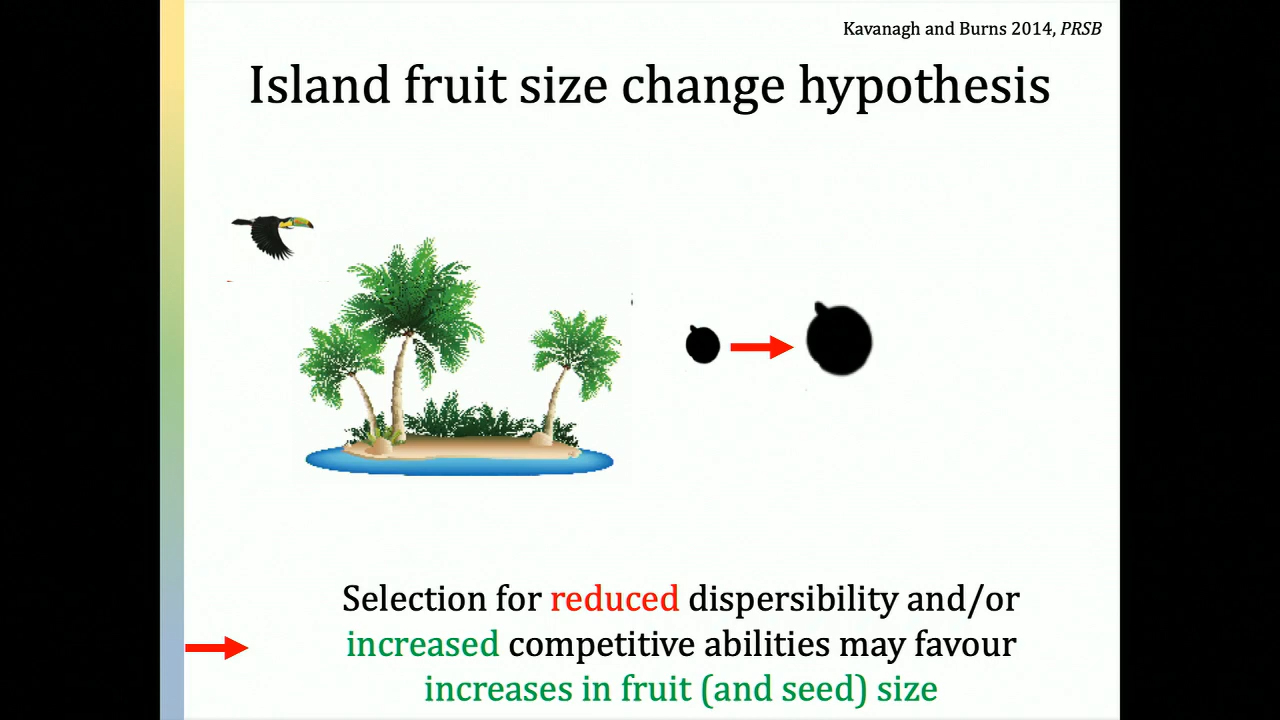 Kavanagh and Burns 2014, PRSB
Island fruit size change hypothesis
Selection for reduced dispersibility and/or
increased competitive abilities may favour
increases in fruit (and seed) size